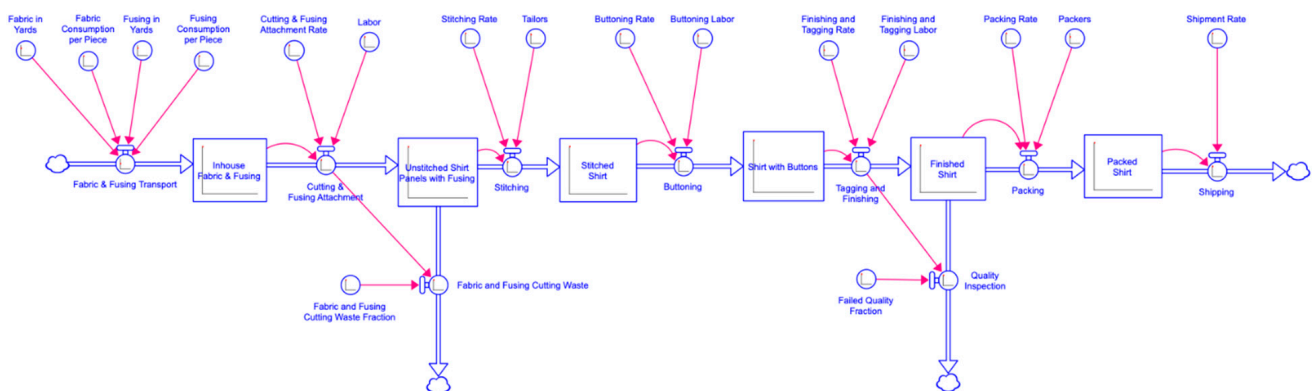 Fabric in
Yards
Fabric
Consumption
per Piece
Fusing in
Yards
Fusing
Consumption
per Piece
Cutting & Fusing
Attachment Rate
Labor
Stitching Rate
Tailors
Buttoning Rate
Buttoning Labor
Finishing and
Tagging Rate
Finishing and
Tagging Labor
Packing Rate
Packers
Shipment Rate
Fabric & Fusing Transport
Inhouse
Fabric & Fusing
Cutting &
Fusing Attachment
Unstitched Shirt
Panels with Fusing
Stitching
Stitched
Shirt
Buttoning
Shirt with Buttons
Tagging and
Finishing
Finished
Shirt
Packing
Packed
Shirt
Shipping
Fabric and Fusing
Cutting Waste Fraction
Fabric and Fusing Cutting Waste
Failed Quality
Fraction
Quality
Inspection